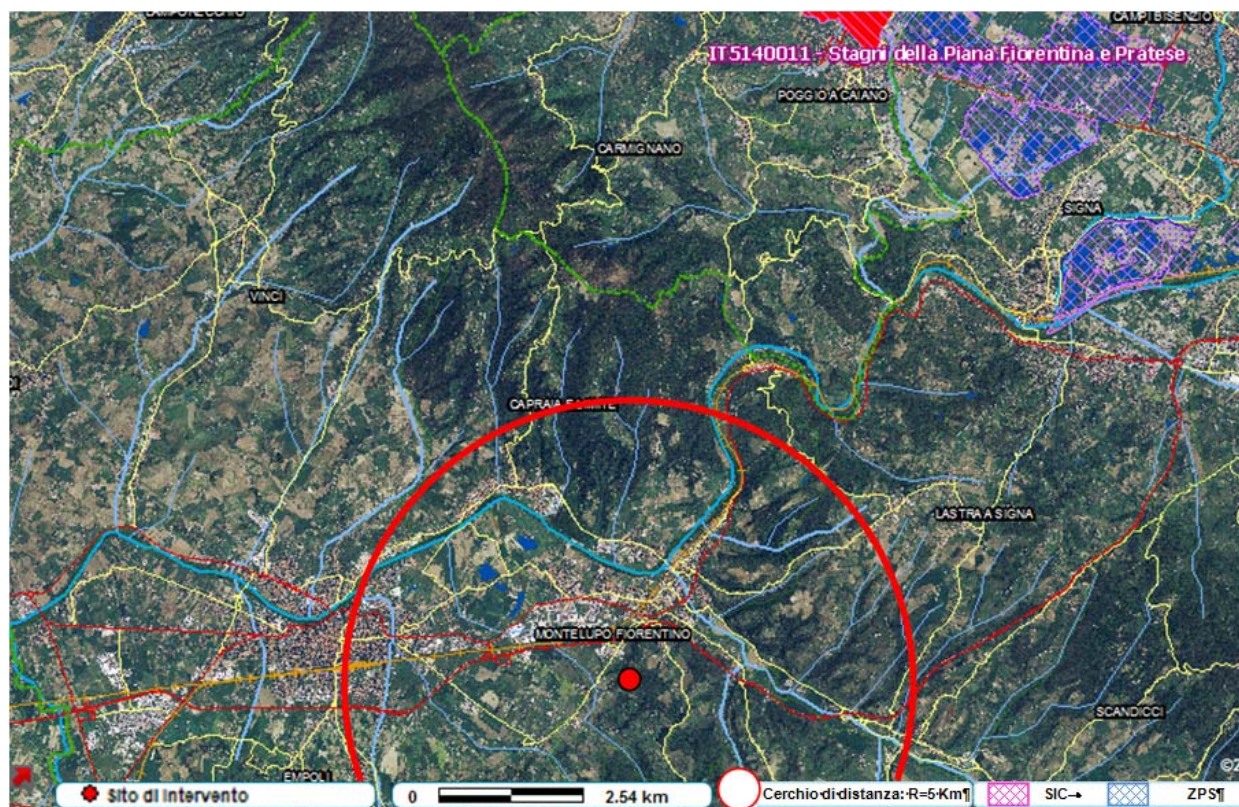 CAMPI BISENZIO
IT5140011 - Stagni della Piana Fiorentina e Pratese
POGGIO A CAIANO
CARMIGNANO
SIGNA
VINCI
CAPRAIA E LIMITE
LASTRA A SIGNA
MONTELUPO FIORENTINO
SCANDICCI
EMPOLI
©2
Sito di Intervento
0 2.54 km
Cerchio·di·distanza:·R=5·Km¶
SIC→
ZPS¶